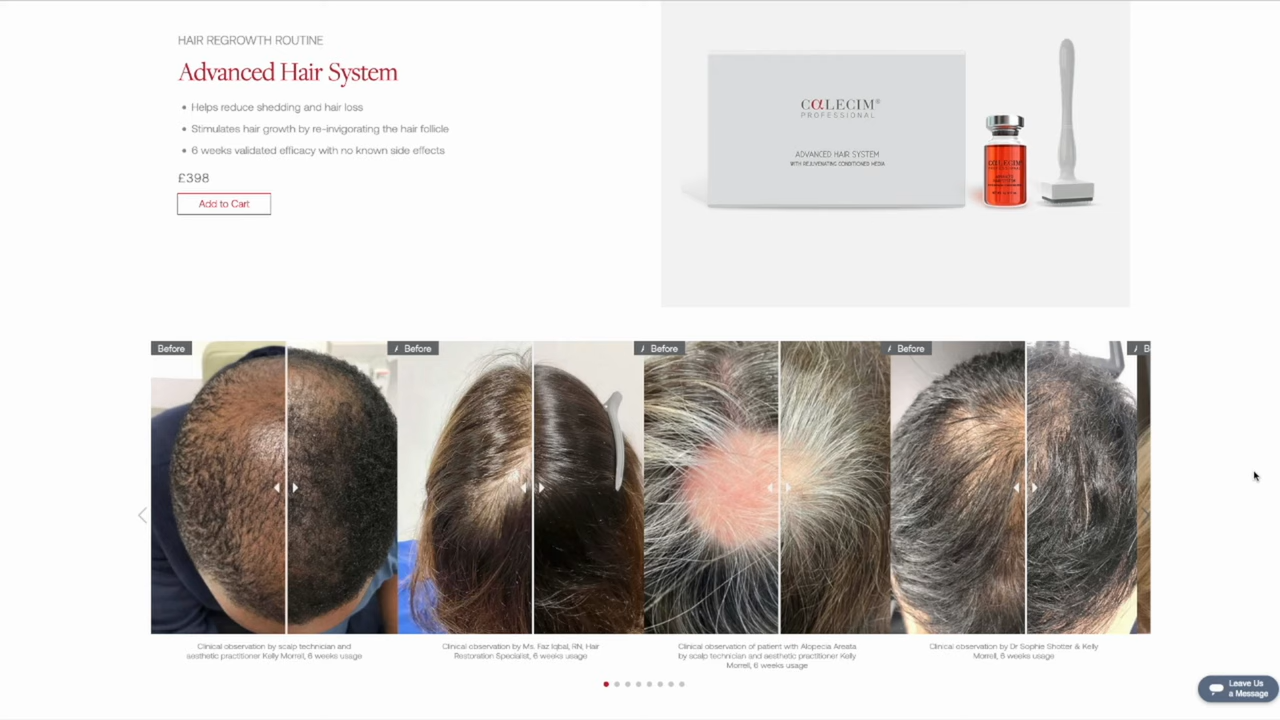 HAIR REGROWTH ROUTINE
Advanced Hair System
• Helps reduce shedding and hair loss
• Stimulates hair growth by re-invigorating the hair follicle
• 6 weeks validated efficacy with no known side effects
£398
Add to Cart
CαLECIM®
PROFESSIONAL
ADVANCED HAIR SYSTEM
WITH REJUVENATING CONDITIONED MEDIA
CαLECIM
Before
Before
Before
Before
B
Clinical observation by scalp technician and
aesthetic practitioner Kelly Morrell, 6 weeks usage
Clinical observation by Ms. Faz Iqbal, RN, Hair
Restoration Specialist, 6 weeks usage
Clinical observation of patient with Alopecia Areata
by scalp technician and aesthetic practitioner Kelly
Morrell, 6 weeks usage
Clinical observation by Dr Sophie Shotter & Kelly
Morrell, 6 weeks usage
Leave Us
a Message